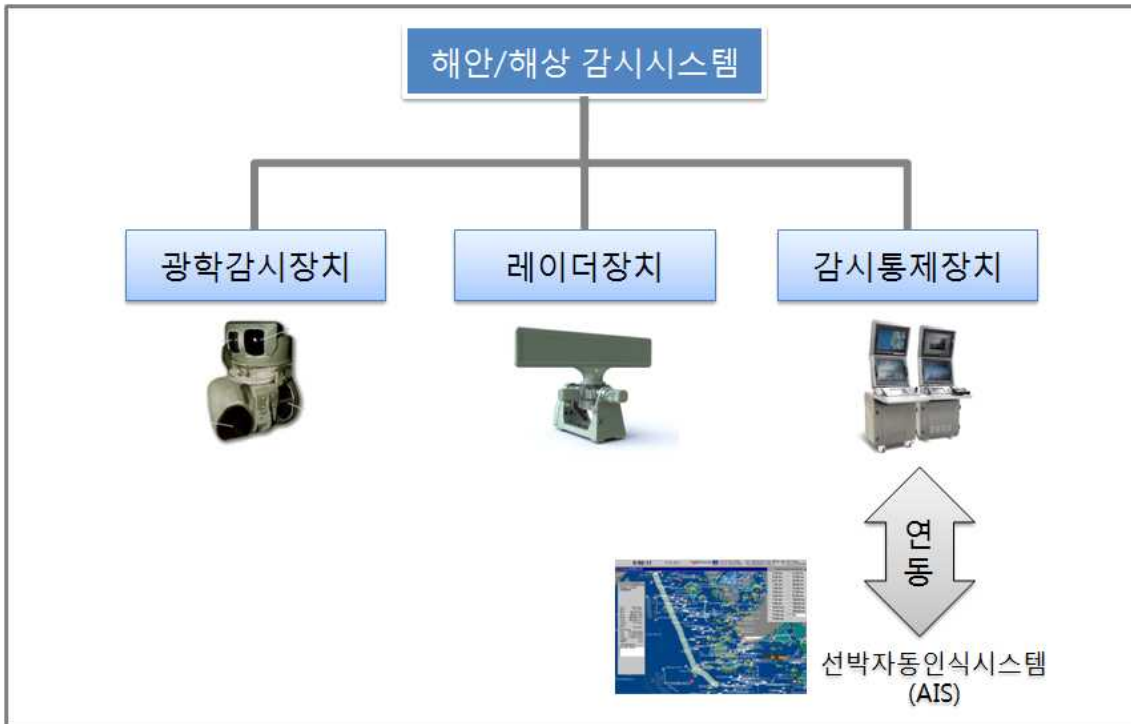 해안/해상 감시시스템
광학감시장치
레이더장치
감시통제장치
연
동
선박자동인식시스템
(AIS)